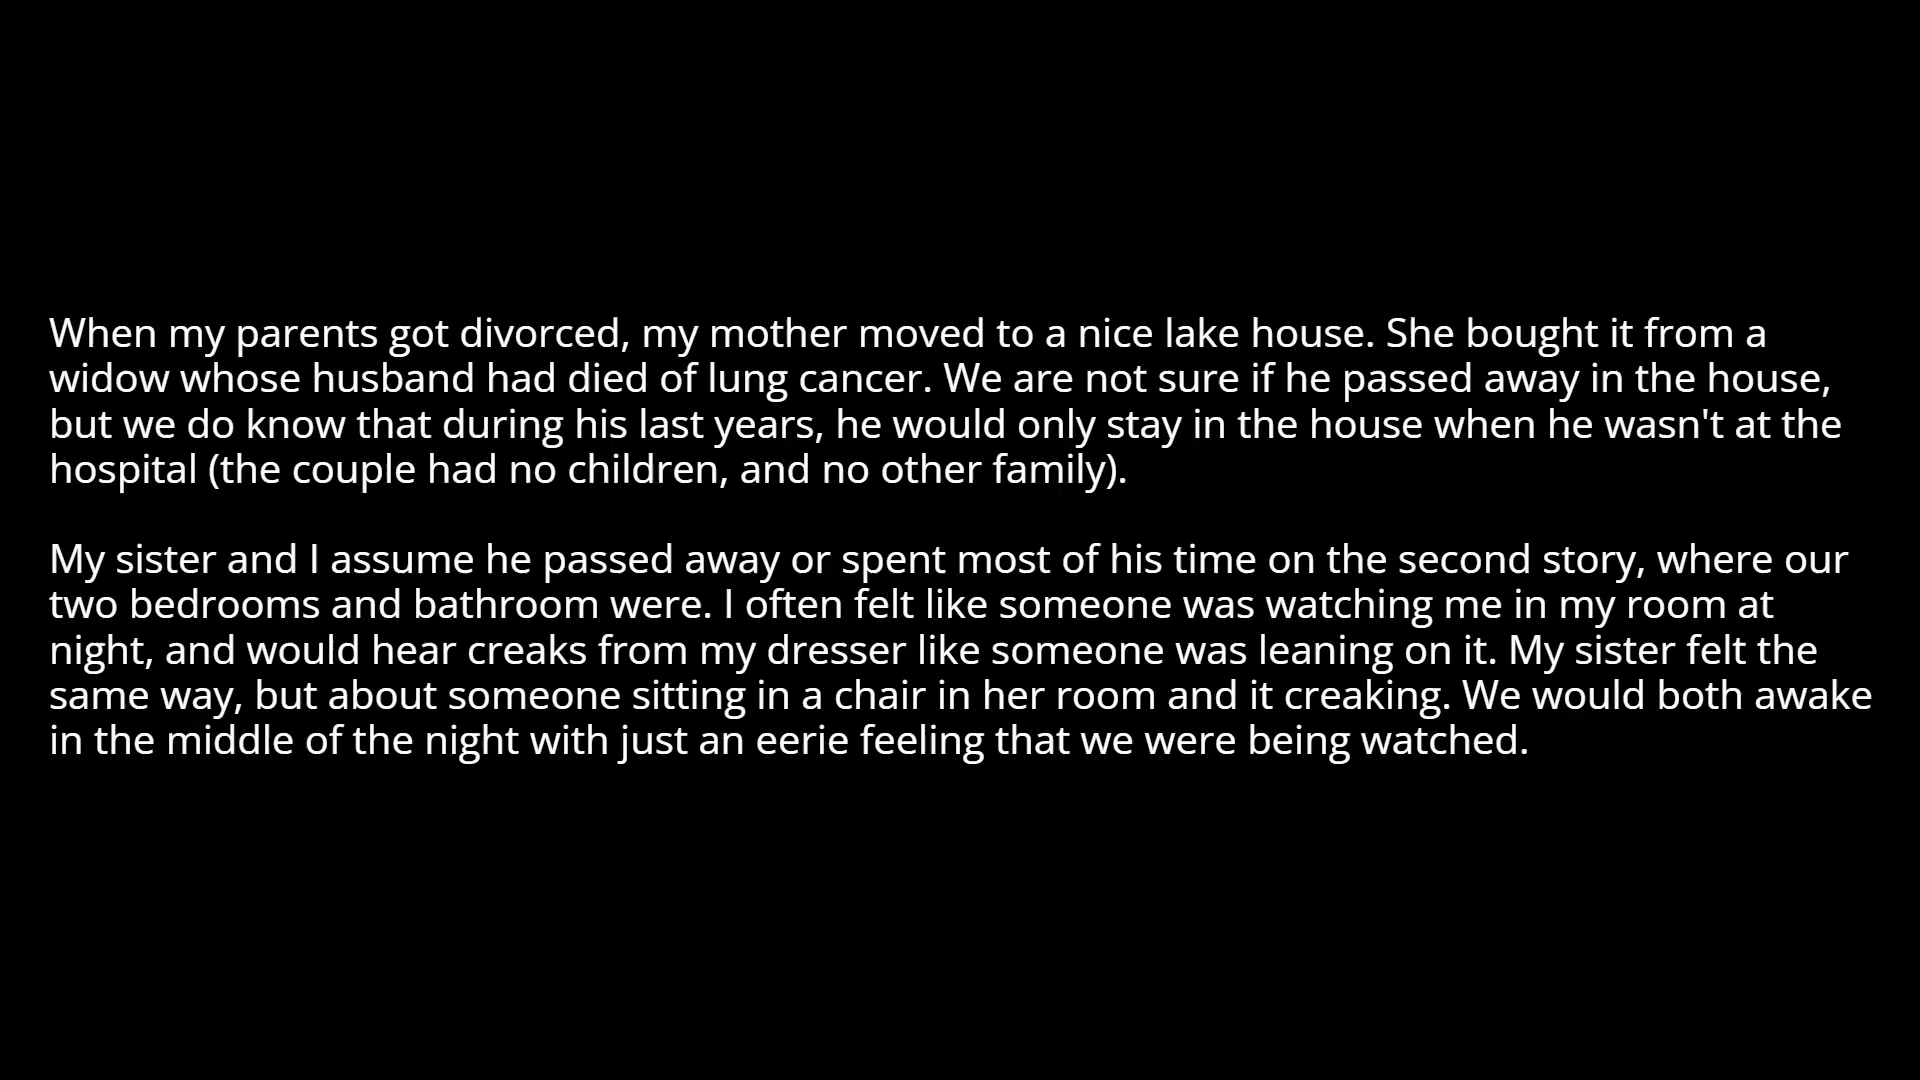 When my parents got divorced, my mother moved to a nice lake house. She bought it from a
widow whose husband had died of lung cancer. We are not sure if he passed away in the house,
but we do know that during his last years, he would only stay in the house when he wasn't at the
hospital (the couple had no children, and no other family).
My sister and I assume he passed away or spent most of his time on the second story, where our
two bedrooms and bathroom were. I often felt like someone was watching me in my room at
night, and would hear creaks from my dresser like someone was leaning on it. My sister felt the
same way, but about someone sitting in a chair in her room and it creaking. We would both awake
in the middle of the night with just an eerie feeling that we were being watched.